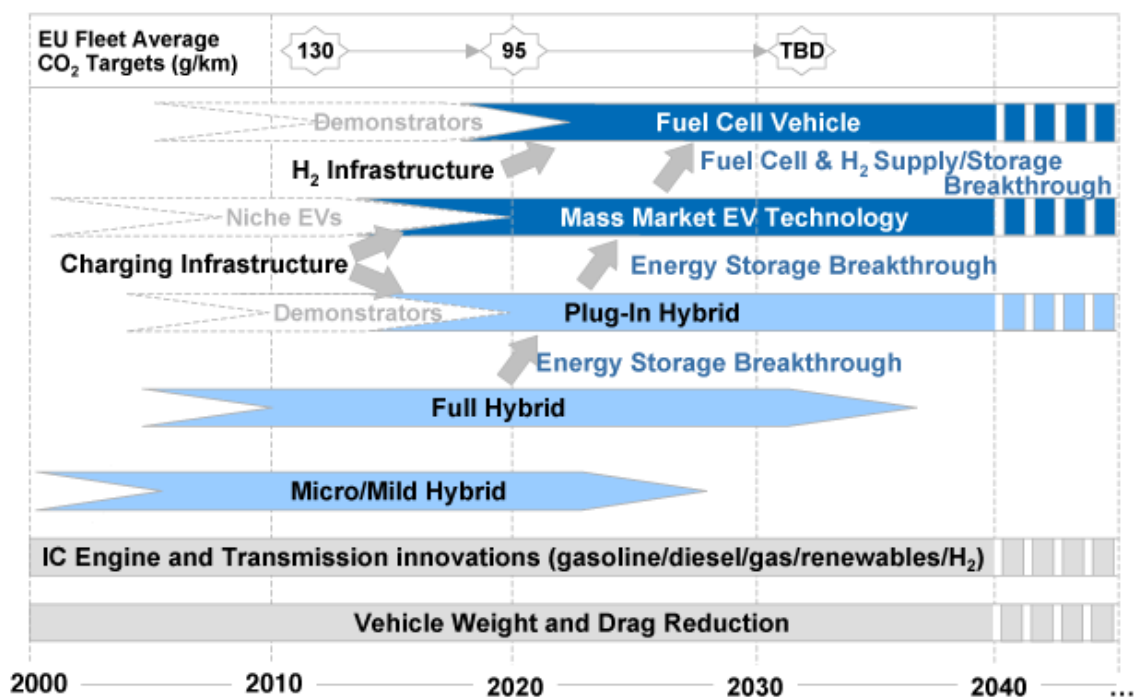 EU Fleet Average
CO₂ Targets (g/km)
130
95
TBD
Demonstrators
Fuel Cell Vehicle
H₂ Infrastructure
Fuel Cell & H₂ Supply/Storage
Breakthrough
Niche EVs
Mass Market EV Technology
Charging Infrastructure
Energy Storage Breakthrough
Demonstrators
Plug-In Hybrid
Energy Storage Breakthrough
Full Hybrid
Micro/Mild Hybrid
IC Engine and Transmission innovations (gasoline/diesel/gas/renewables/H₂)
Vehicle Weight and Drag Reduction
2000
2010
2020
2030
2040
...